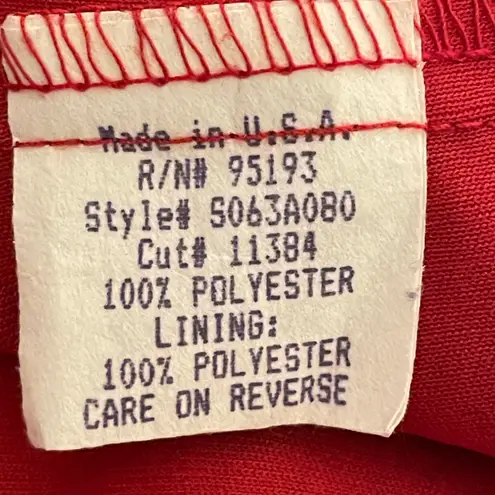 Made in U.S.A.
R/N# 95193
Style# S063A080
Cut# 11384
100% POLYESTER
LINING:
100% POLYESTER
CARE ON REVERSE